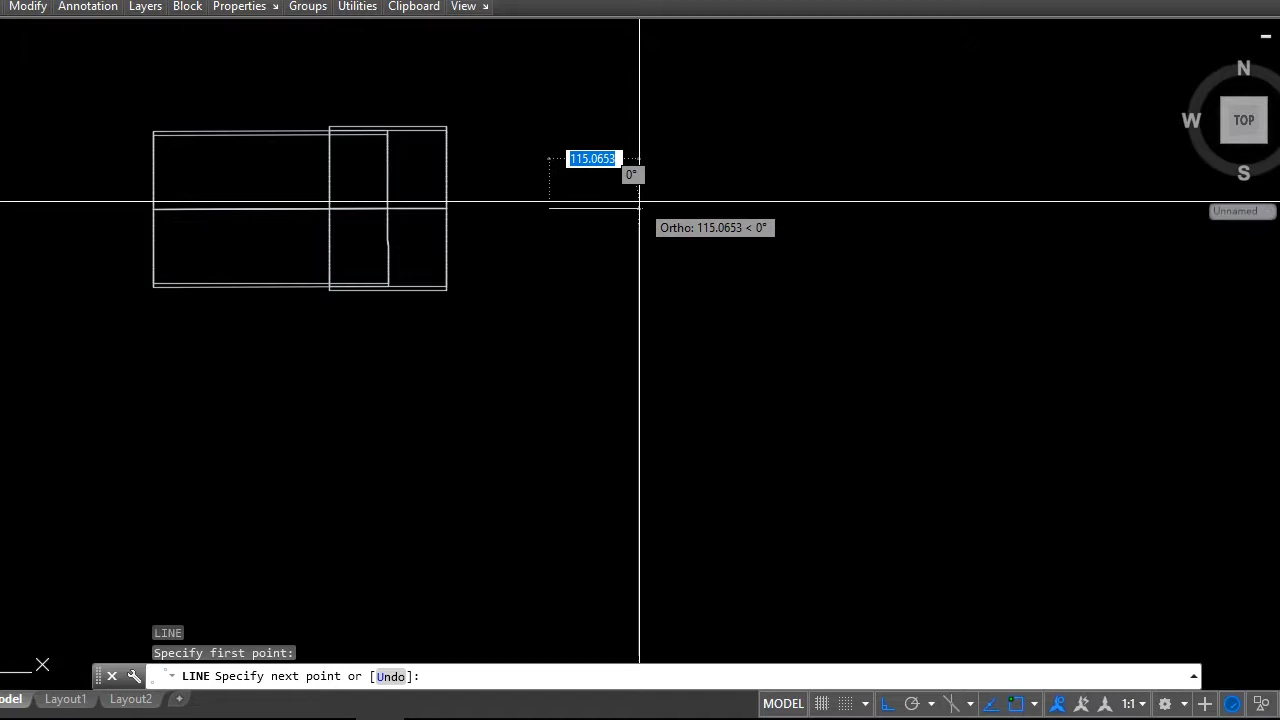 Modify Annotation Layers Block Properties Groups Utilities Clipboard View
N
W TOP
S
Unnamed
115.0653
0°
Ortho: 115.0653 < 0°
LINE
Specify first point:
LINE Specify next point or [Undo]:
odel Layout1 Layout2 +
MODEL 1:1